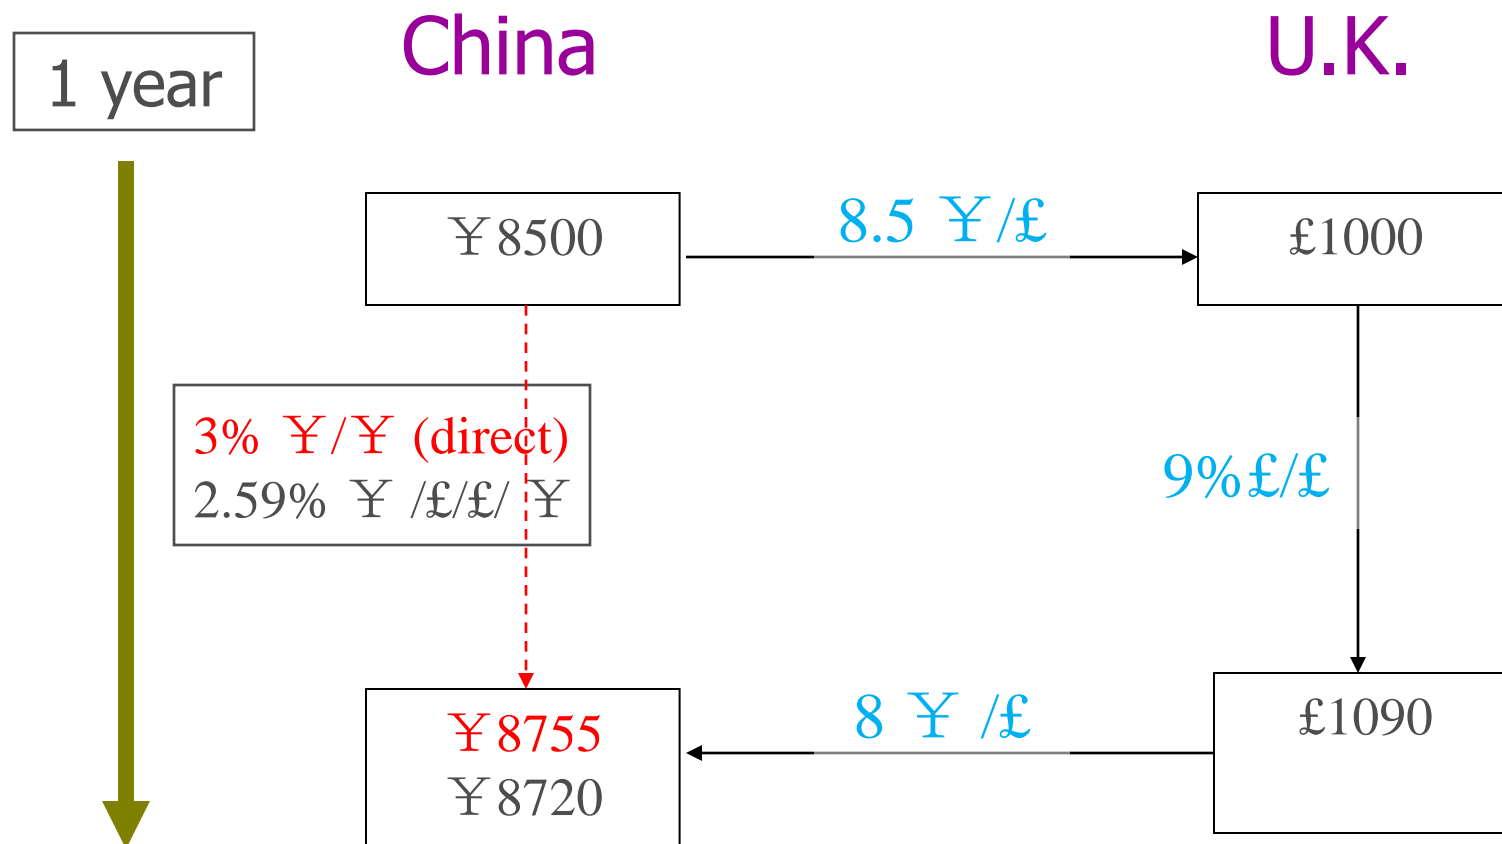 China
U.K.
1 year
¥8500
8.5 ¥/£
£1000
3% ¥/¥ (direct)
2.59% ¥ /£/£/ ¥
9%£/£
¥8755
¥8720
8 ¥ /£
£1090